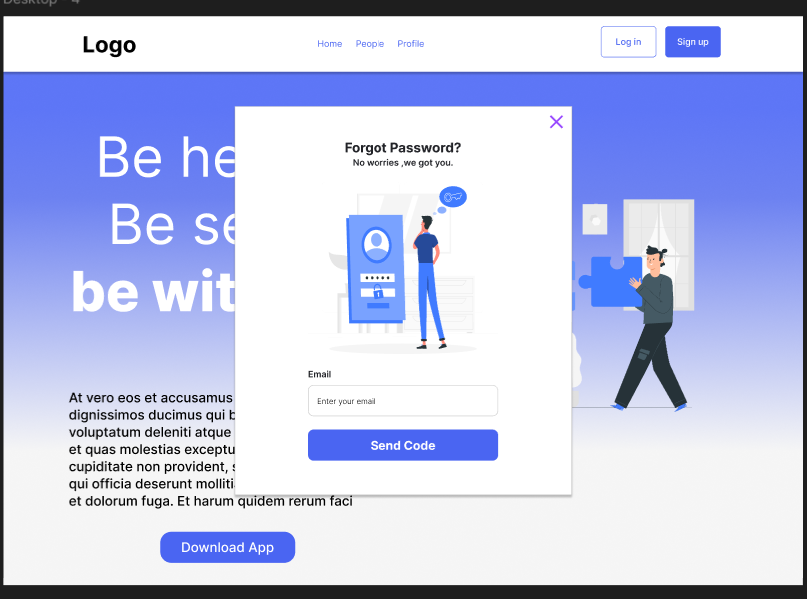 Desktop - 4
Logo
Home People Profile
Log in
Sign up
Be he
Be se
be wit
Forgot Password?
No worries ,we got you.
Email
Enter your email
Send Code
At vero eos et accusamus
dignissimos ducimus qui b
voluptatum deleniti atque
et quas molestias exceptu
cupiditate non provident, s
qui officia deserunt molliti
et dolorum fuga. Et harum quidem rerum faci
Download App